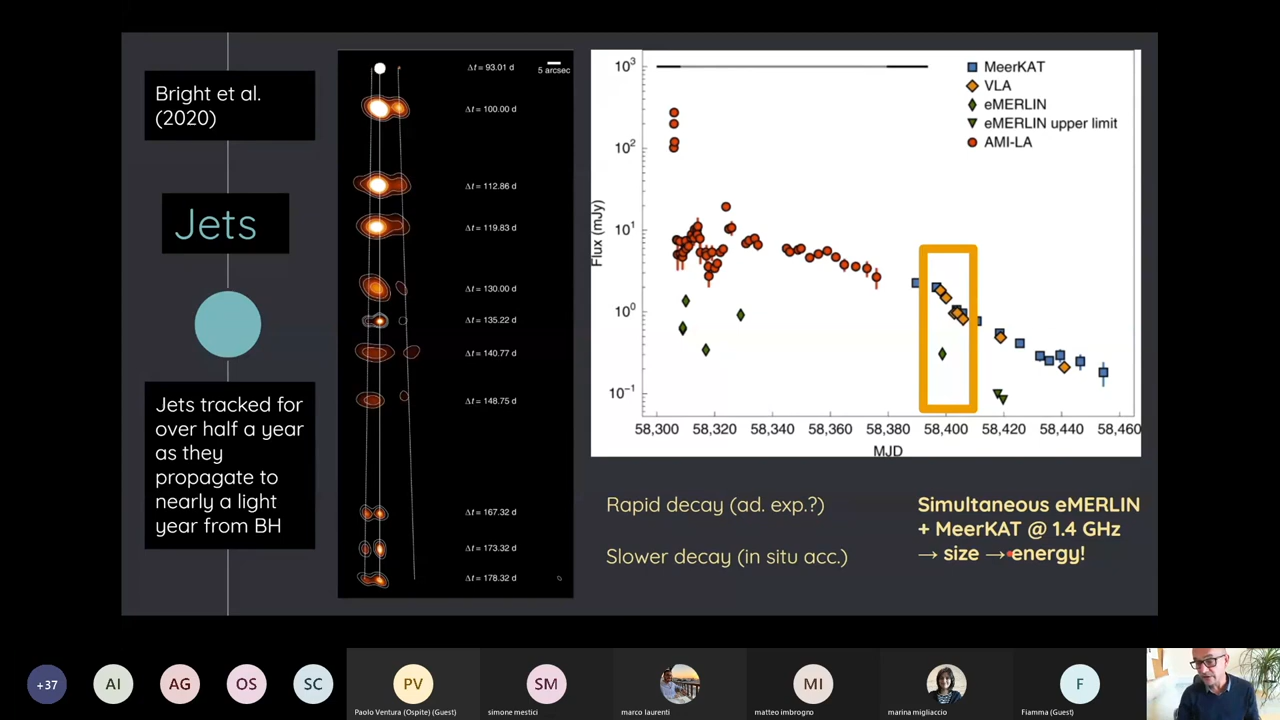 Bright et al.
(2020)
Jets
Jets tracked for
over half a year
as they
propagate to
nearly a light
year from BH
5 arcsec
Δt = 93.01 d
Δt = 100.00 d
Δt = 112.86 d
Δt = 119.83 d
Δt = 130.00 d
Δt = 135.22 d
Δt = 140.77 d
Δt = 148.75 d
Δt = 167.32 d
Δt = 173.32 d
Δt = 178.32 d
MeerKAT
VLA
eMERLIN
eMERLIN upper limit
AMI-LA
Flux (mJy)
10³
10²
10¹
10⁰
10⁻¹
58,300 58,320 58,340 58,360 58,380 58,400 58,420 58,440 58,460
MJD
Rapid decay (ad. exp.?)
Slower decay (in situ acc.)
Simultaneous eMERLIN
+ MeerKAT @ 1.4 GHz
→ size → energy!
+37 AI AG OS SC PV SM MI F
Paolo Ventura (Ospite) (Guest) simone mestici marco laurenti matteo imbrogno marina migliaccio Fiamma (Guest)